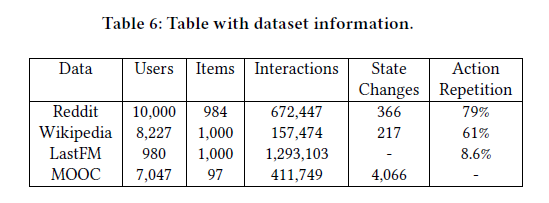 Table 6: Table with dataset information.
Data Users Items Interactions State Changes Action Repetition
Reddit 10,000 984 672,447 366 79%
Wikipedia 8,227 1,000 157,474 217 61%
LastFM 980 1,000 1,293,103 - 8.6%
MOOC 7,047 97 411,749 4,066 -